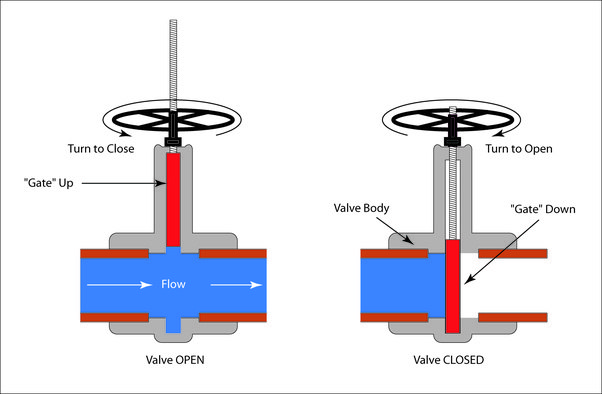 Turn to Close
"Gate" Up
Flow
Valve OPEN
Turn to Open
Valve Body
"Gate" Down
Valve CLOSED